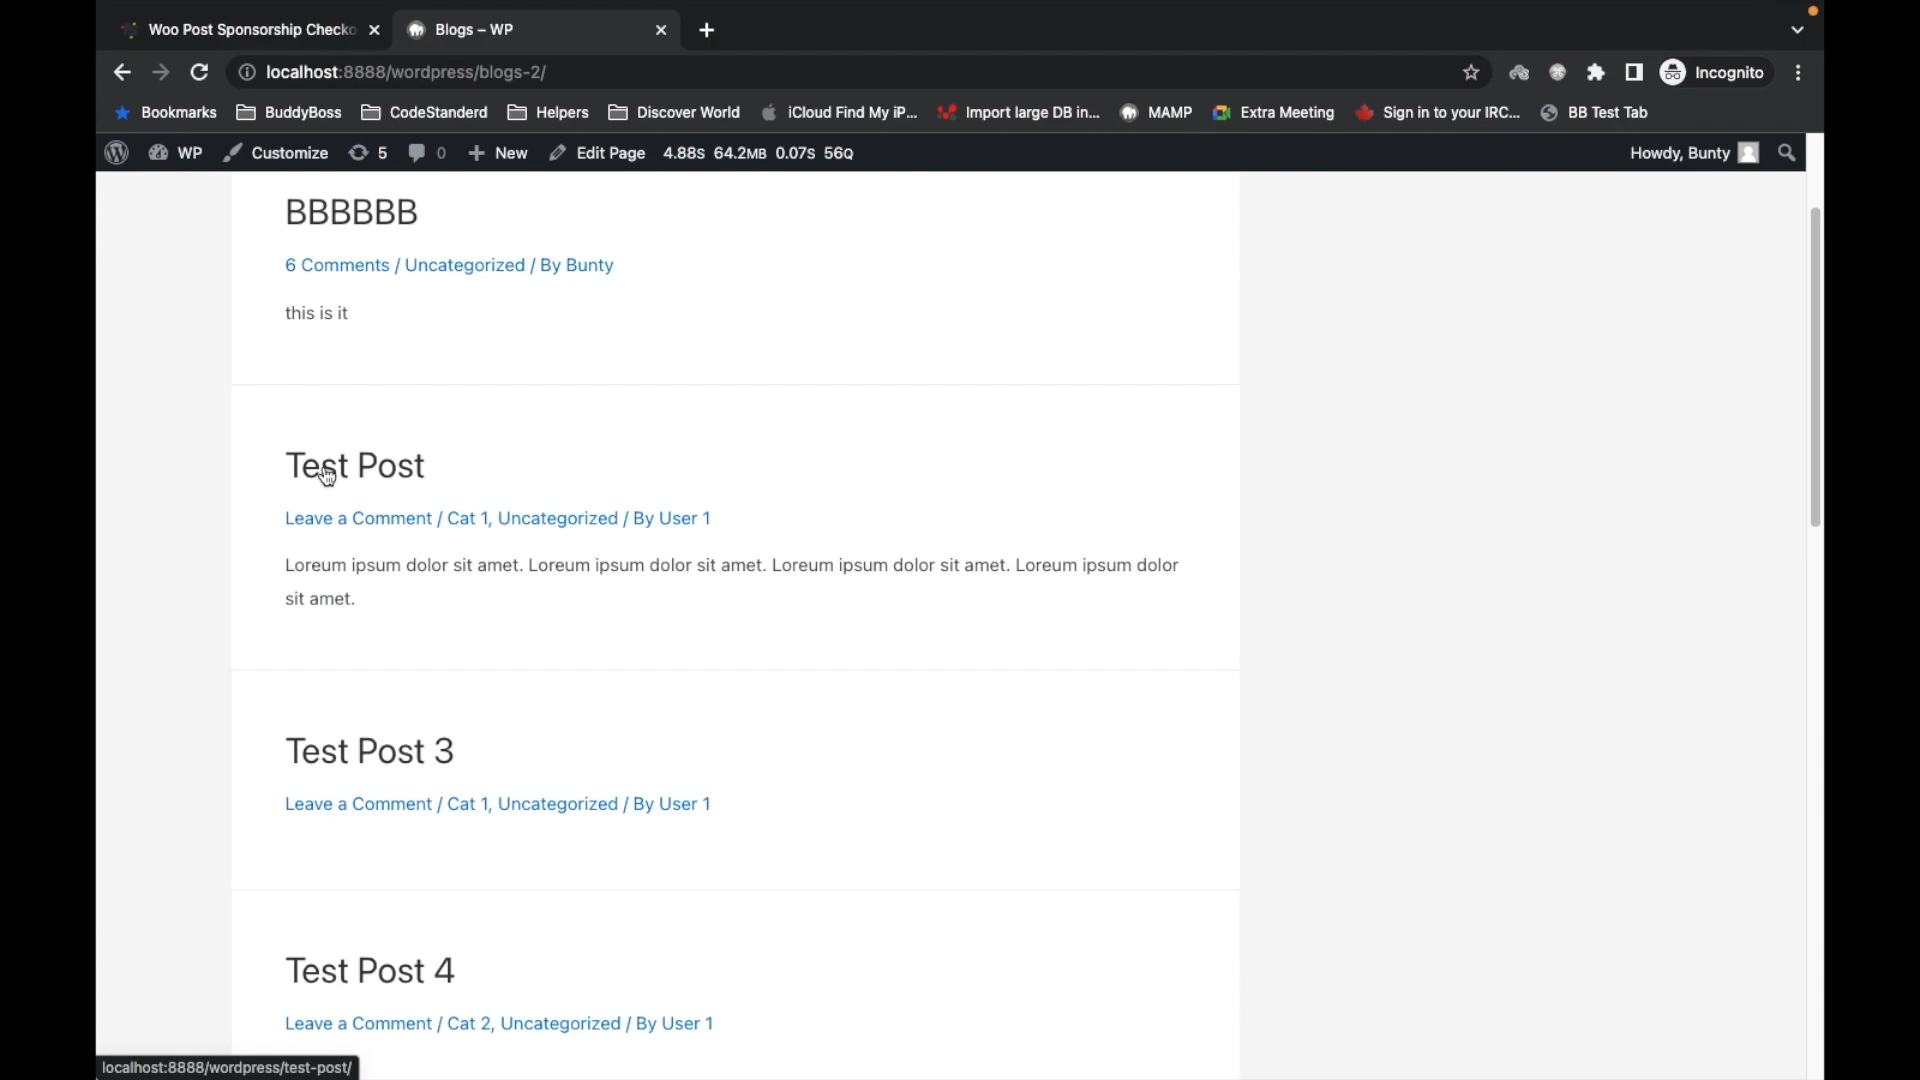 Woo Post Sponsorship Checko
Blogs – WP
localhost:8888/wordpress/blogs-2/
Incognito
Bookmarks BuddyBoss CodeStanderd Helpers Discover World iCloud Find My iP... Import large DB in... MAMP Extra Meeting Sign in to your IRC... BB Test Tab
WP Customize 5 0 New Edit Page 4.88S 64.2MB 0.07S 56Q Howdy, Bunty
BBBBBB
6 Comments / Uncategorized / By Bunty
this is it
Test Post
Leave a Comment / Cat 1, Uncategorized / By User 1
Loreum ipsum dolor sit amet. Loreum ipsum dolor sit amet. Loreum ipsum dolor sit amet. Loreum ipsum dolor
sit amet.
Test Post 3
Leave a Comment / Cat 1, Uncategorized / By User 1
Test Post 4
Leave a Comment / Cat 2, Uncategorized / By User 1
localhost:8888/wordpress/test-post/